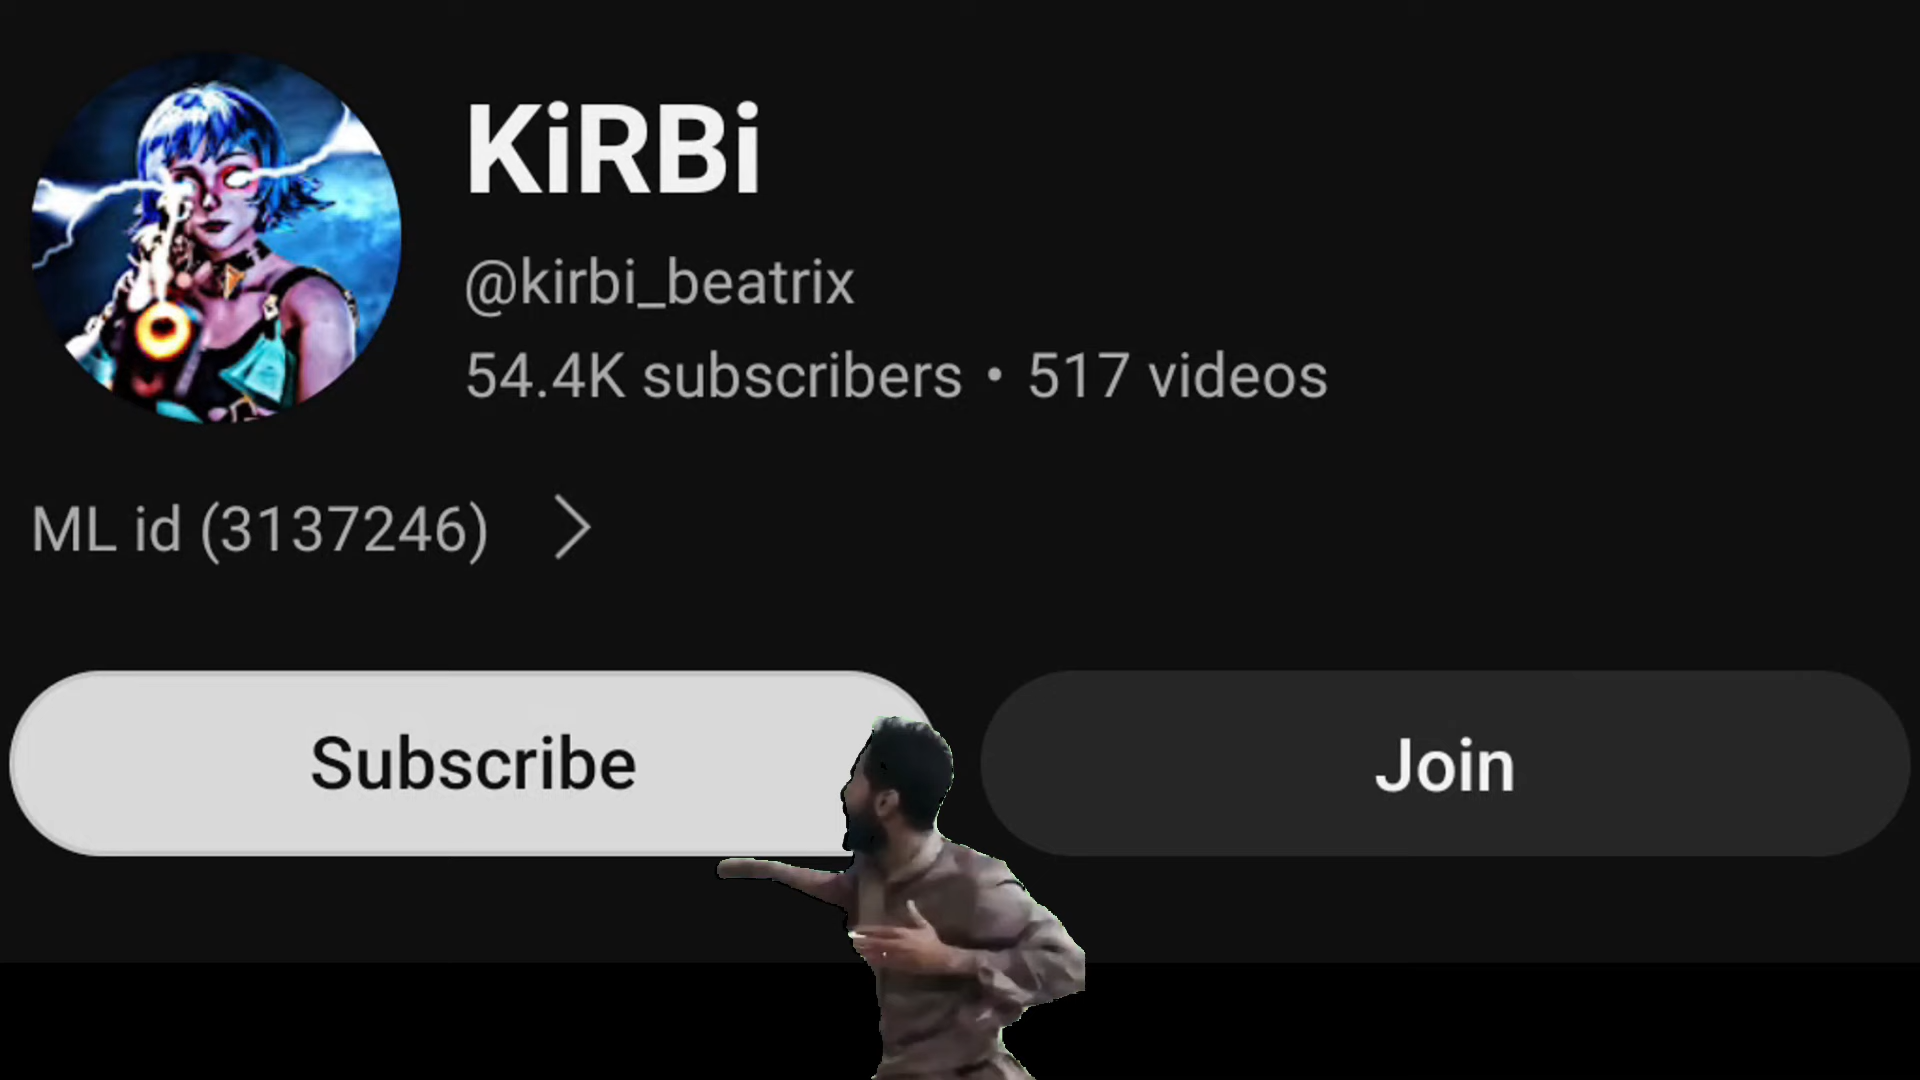 KiRBi
@kirbi_beatrix
54.4K subscribers • 517 videos
ML id (3137246)
Subscribe
Join